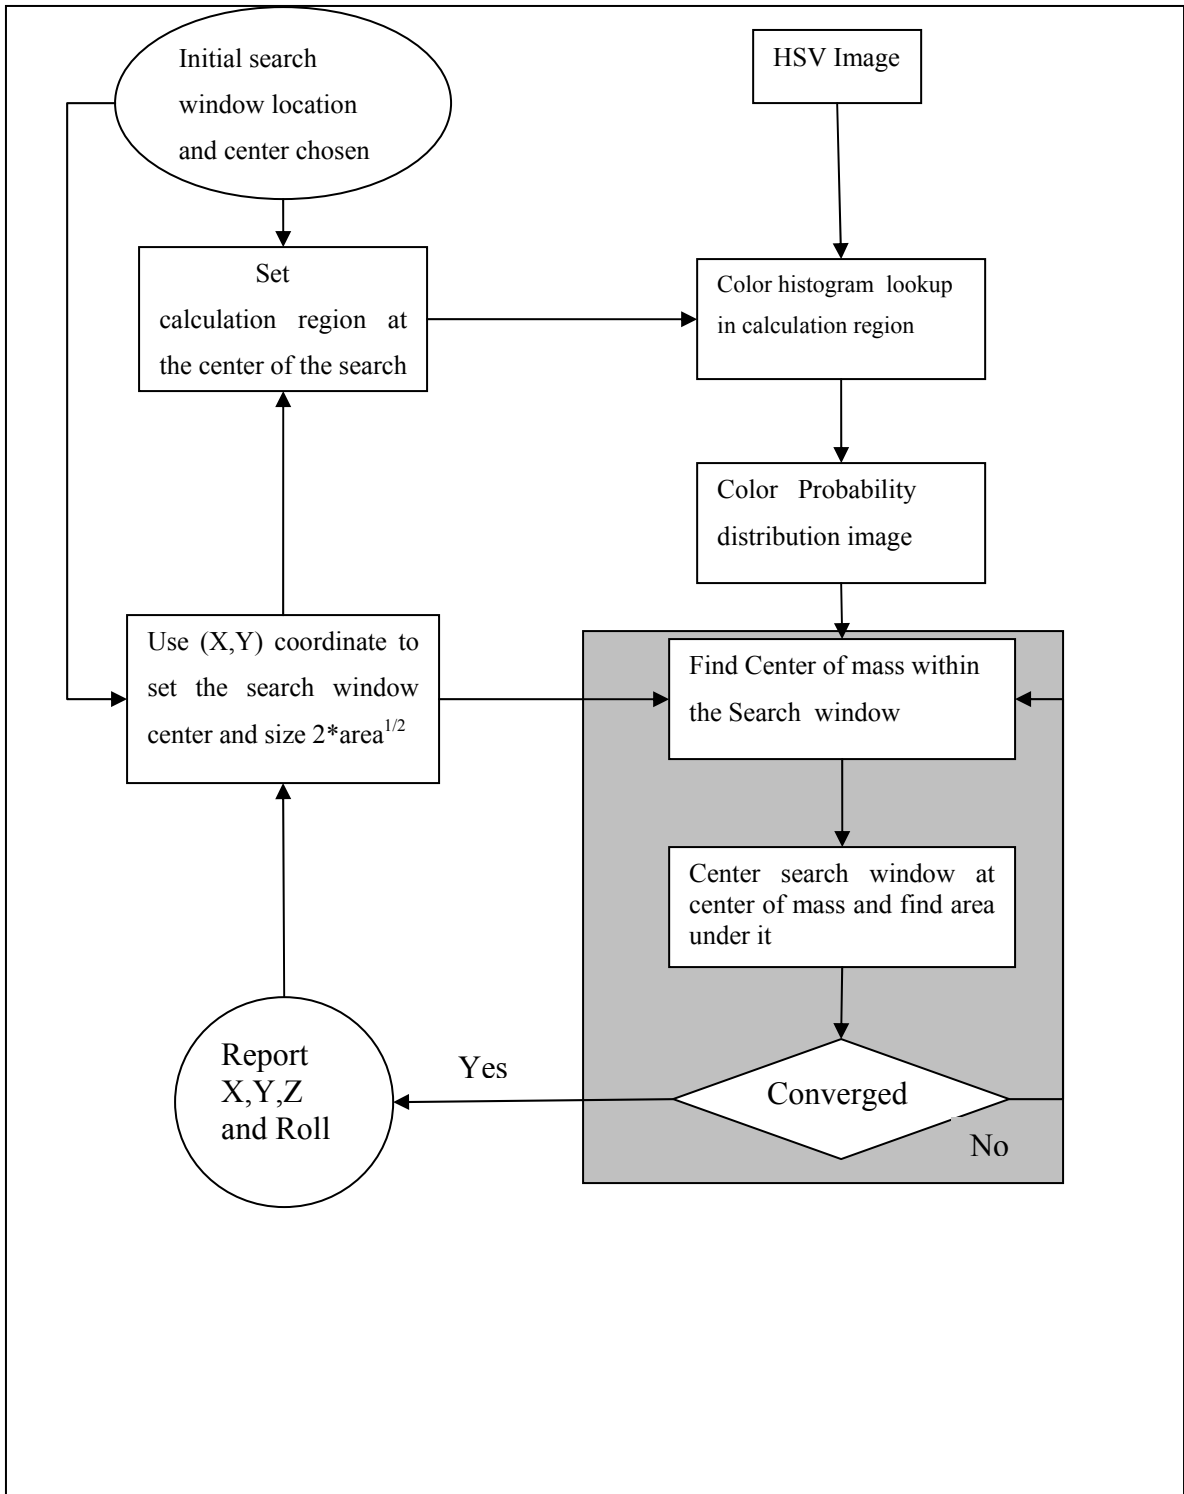 Initial search
window location
and center chosen
HSV Image
Set
calculation region at
the center of the search
Color histogram lookup
in calculation region
Color Probability
distribution image
Use (X,Y) coordinate to
set the search window
center and size 2*area^1/2
Find Center of mass within
the Search window
Center search window at
center of mass and find area
under it
Report
X,Y,Z
and Roll
Yes
Converged
No